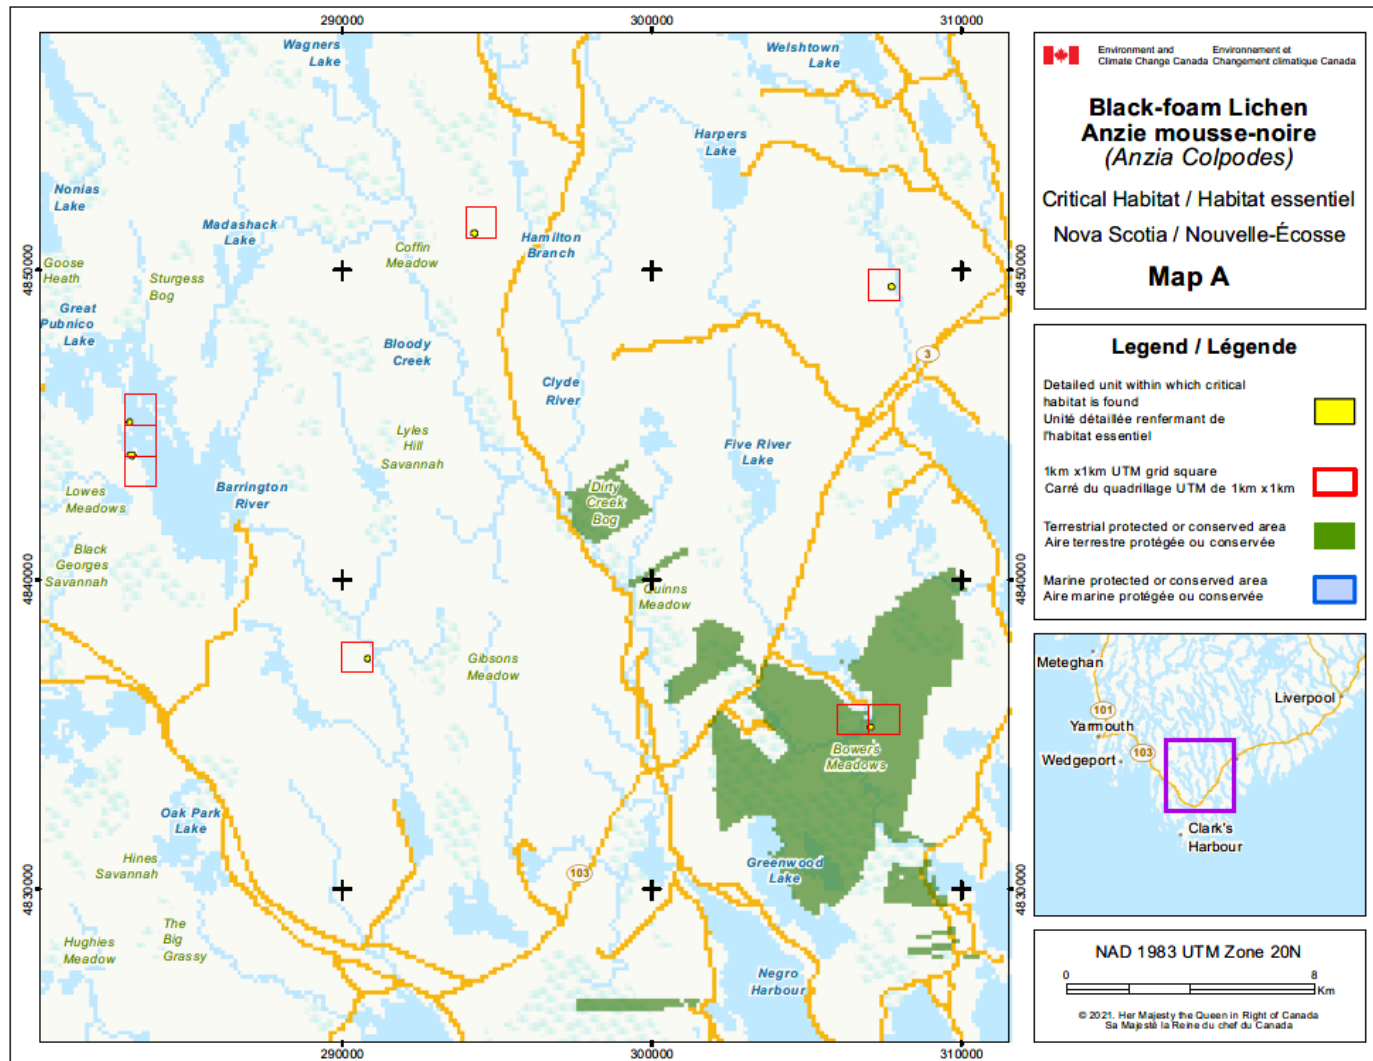 290000
300000
310000
Wagners
Lake
Welshtown
Lake
Harpers
Lake
Nonias
Lake
Madashack
Lake
Coffin
Meadow
Hamilton
Branch
Goose
Heath
Sturgess
Bog
Great
Pubnico
Lake
Bloody
Creek
3
Clyde
River
Lyles
Hill
Savannah
Five River
Lake
Lowes
Meadows
Barrington
River
Dirty
Creek
Bog
Black
Georges
Savannah
Quinns
Meadow
Gibsons
Meadow
Bowers
Meadows
Oak Park
Lake
Hines
Savannah
103
Greenwood
Lake
The
Big
Grassy
Hughies
Meadow
Negro
Harbour
4850000
4840000
4830000
4850000
4840000
4830000
290000
300000
310000
Environment and
Climate Change Canada
Environnement et
Changement climatique Canada
Black-foam Lichen
Anzie mousse-noire
(Anzia Colpodes)
Critical Habitat / Habitat essentiel
Nova Scotia / Nouvelle-Écosse
Map A
Legend / Légende
Detailed unit within which critical
habitat is found
Unité détaillée renfermant de
l'habitat essentiel
1km x1km UTM grid square
Carré du quadrillage UTM de 1km x1km
Terrestrial protected or conserved area
Aire terrestre protégée ou conservée
Marine protected or conserved area
Aire marine protégée ou conservée
Meteghan
Liverpool
101
Yarmouth
103
Wedgeport
Clark's
Harbour
NAD 1983 UTM Zone 20N
0 8
Km
© 2021. Her Majesty the Queen in Right of Canada
Sa Majesté la Reine du chef du Canada